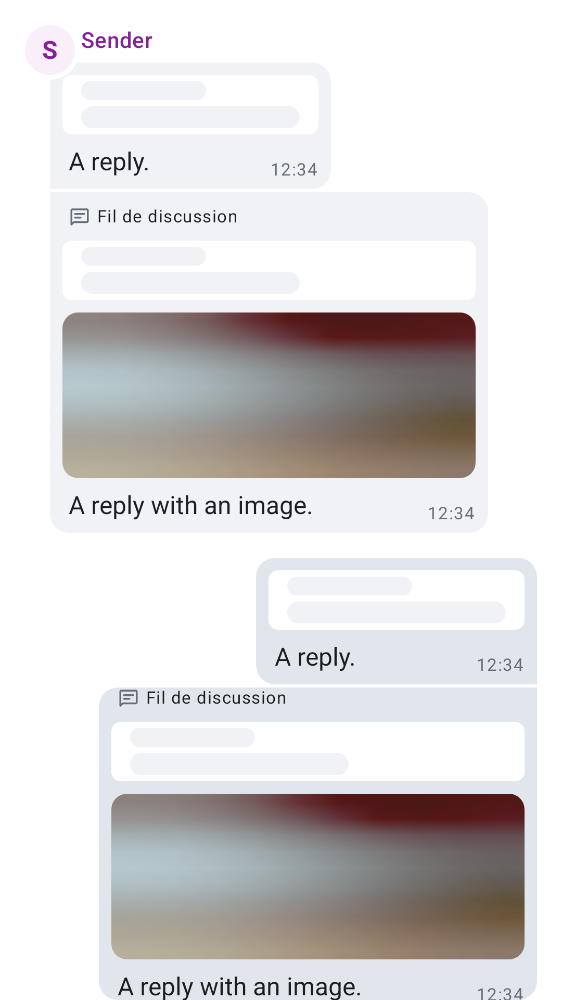 S
Sender
A reply.
12:34
Fil de discussion
A reply with an image.
12:34
A reply.
12:34
Fil de discussion
A reply with an image.
12:34